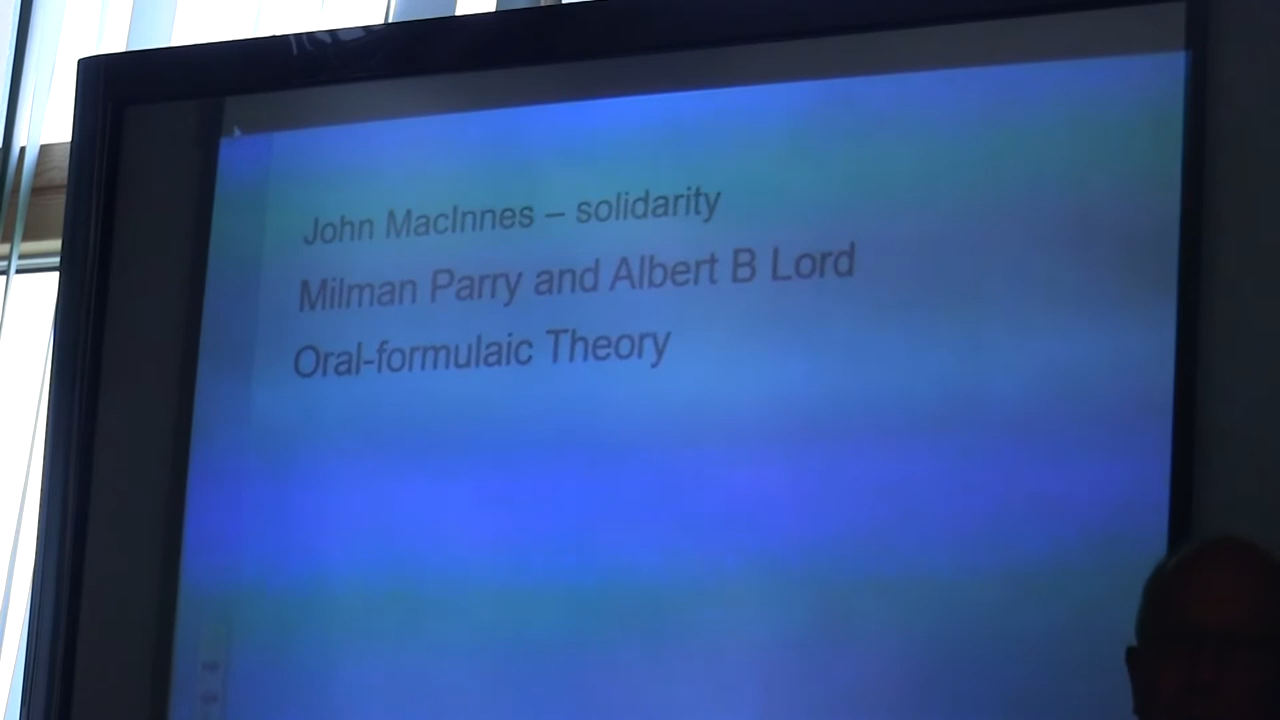 John MacInnes – solidarity
Milman Parry and Albert B Lord
Oral-formulaic Theory